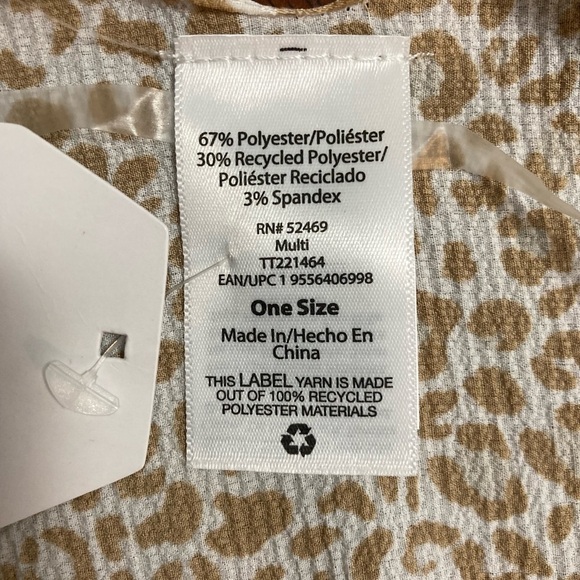 67% Polyester/Poliéster
30% Recycled Polyester/
Poliéster Reciclado
3% Spandex
RN# 52469
Multi
TT221464
EAN/UPC 1 9556406998
One Size
Made In/Hecho En
China
THIS LABEL YARN IS MADE
OUT OF 100% RECYCLED
POLYESTER MATERIALS